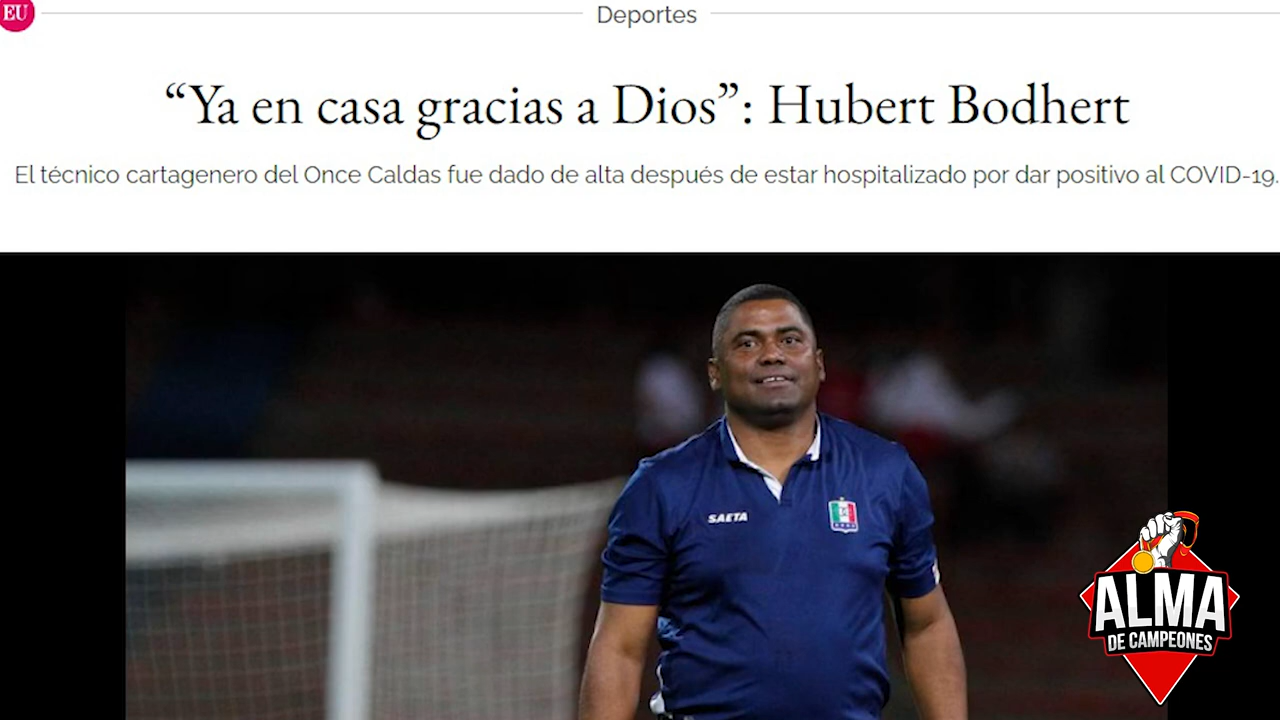 EU
Deportes
“Ya en casa gracias a Dios”: Hubert Bodhert
El técnico cartagenero del Once Caldas fue dado de alta después de estar hospitalizado por dar positivo al COVID-19.
SAETA
ALMA
DE CAMPEONES